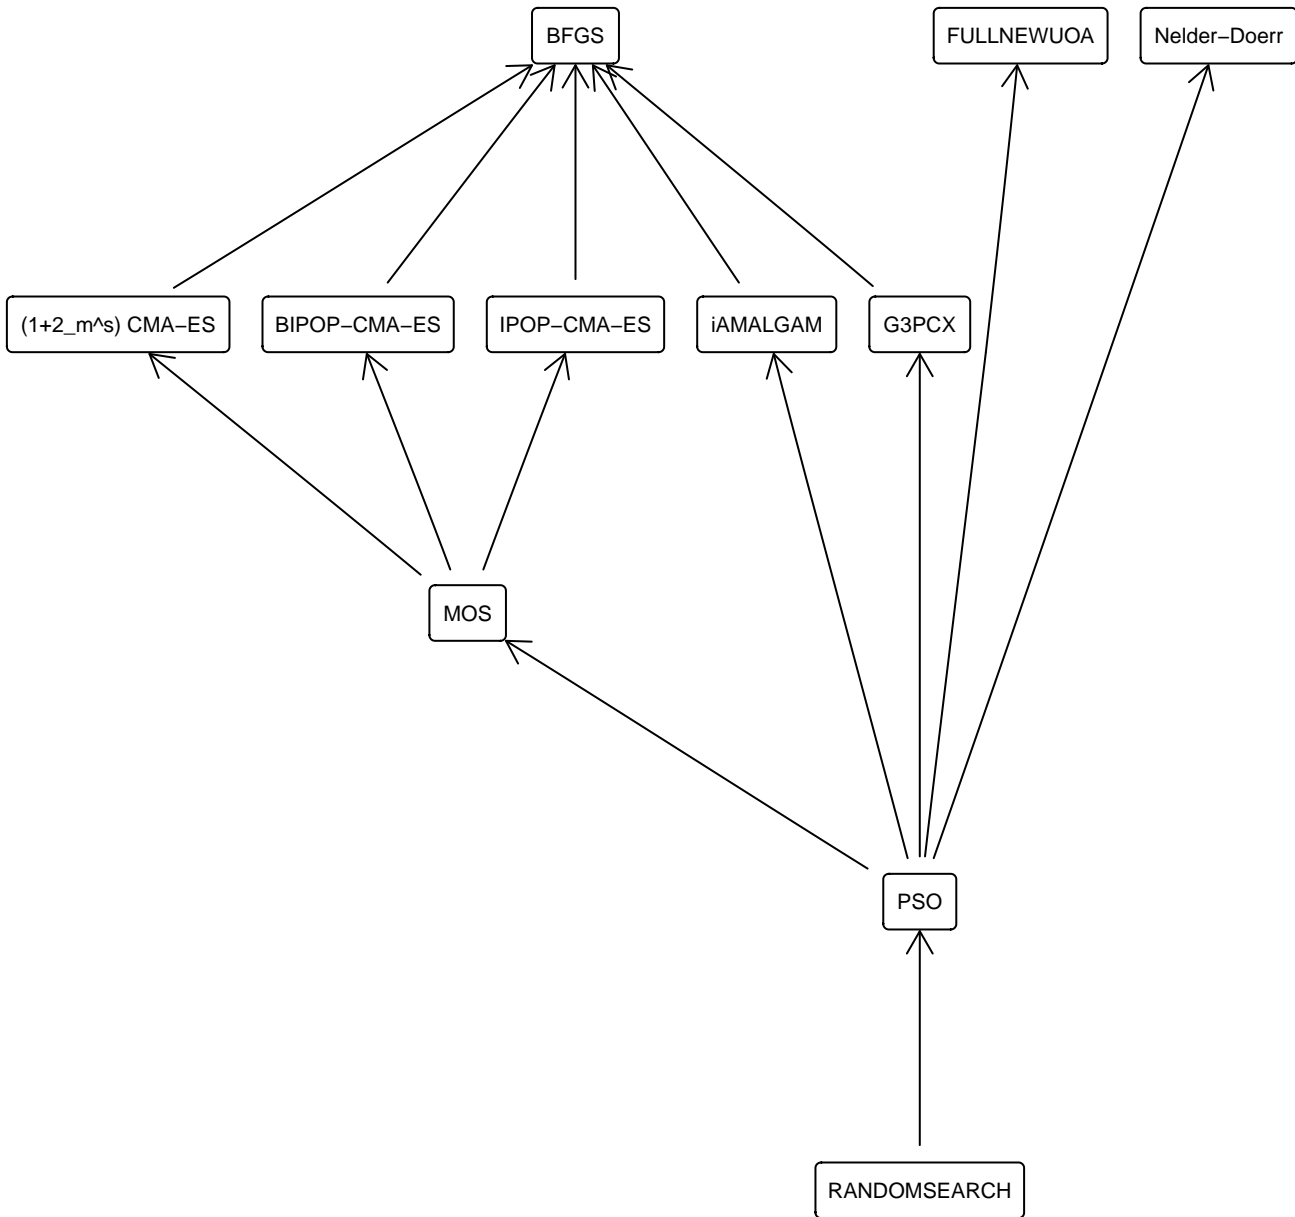 BFGS
FULLNEWUOA
Nelder−Doerr
(1+2_m^s) CMA−ES
BIPOP−CMA−ES
IPOP−CMA−ES
iAMALGAM
G3PCX
MOS
PSO
RANDOMSEARCH